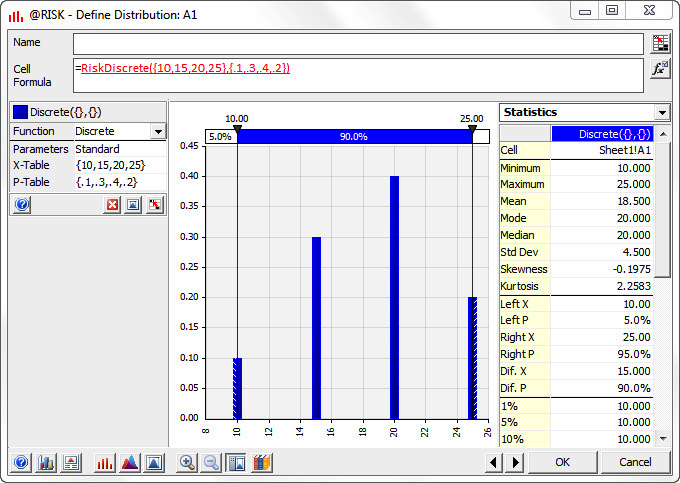 @RISK - Define Distribution: A1
Name
Cell Formula
=RiskDiscrete({10,15,20,25},{.1,.3,.4,.2})
Discrete({},{})
Function Discrete
Parameters Standard
X-Table {10,15,20,25}
P-Table {.1,.3,.4,.2}
10.00 25.00
5.0% 90.0%
0.45
0.40
0.35
0.30
0.25
0.20
0.15
0.10
0.05
0.00
8 10 12 14 16 18 20 22 24 26
Statistics
Discrete({},{})
Cell Sheet1!A1
Minimum 10.000
Maximum 25.000
Mean 18.500
Mode 20.000
Median 20.000
Std Dev 4.500
Skewness -0.1975
Kurtosis 2.2583
Left X 10.00
Left P 5.0%
Right X 25.00
Right P 95.0%
Dif. X 15.000
Dif. P 90.0%
1% 10.000
5% 10.000
10% 10.000
OK Cancel